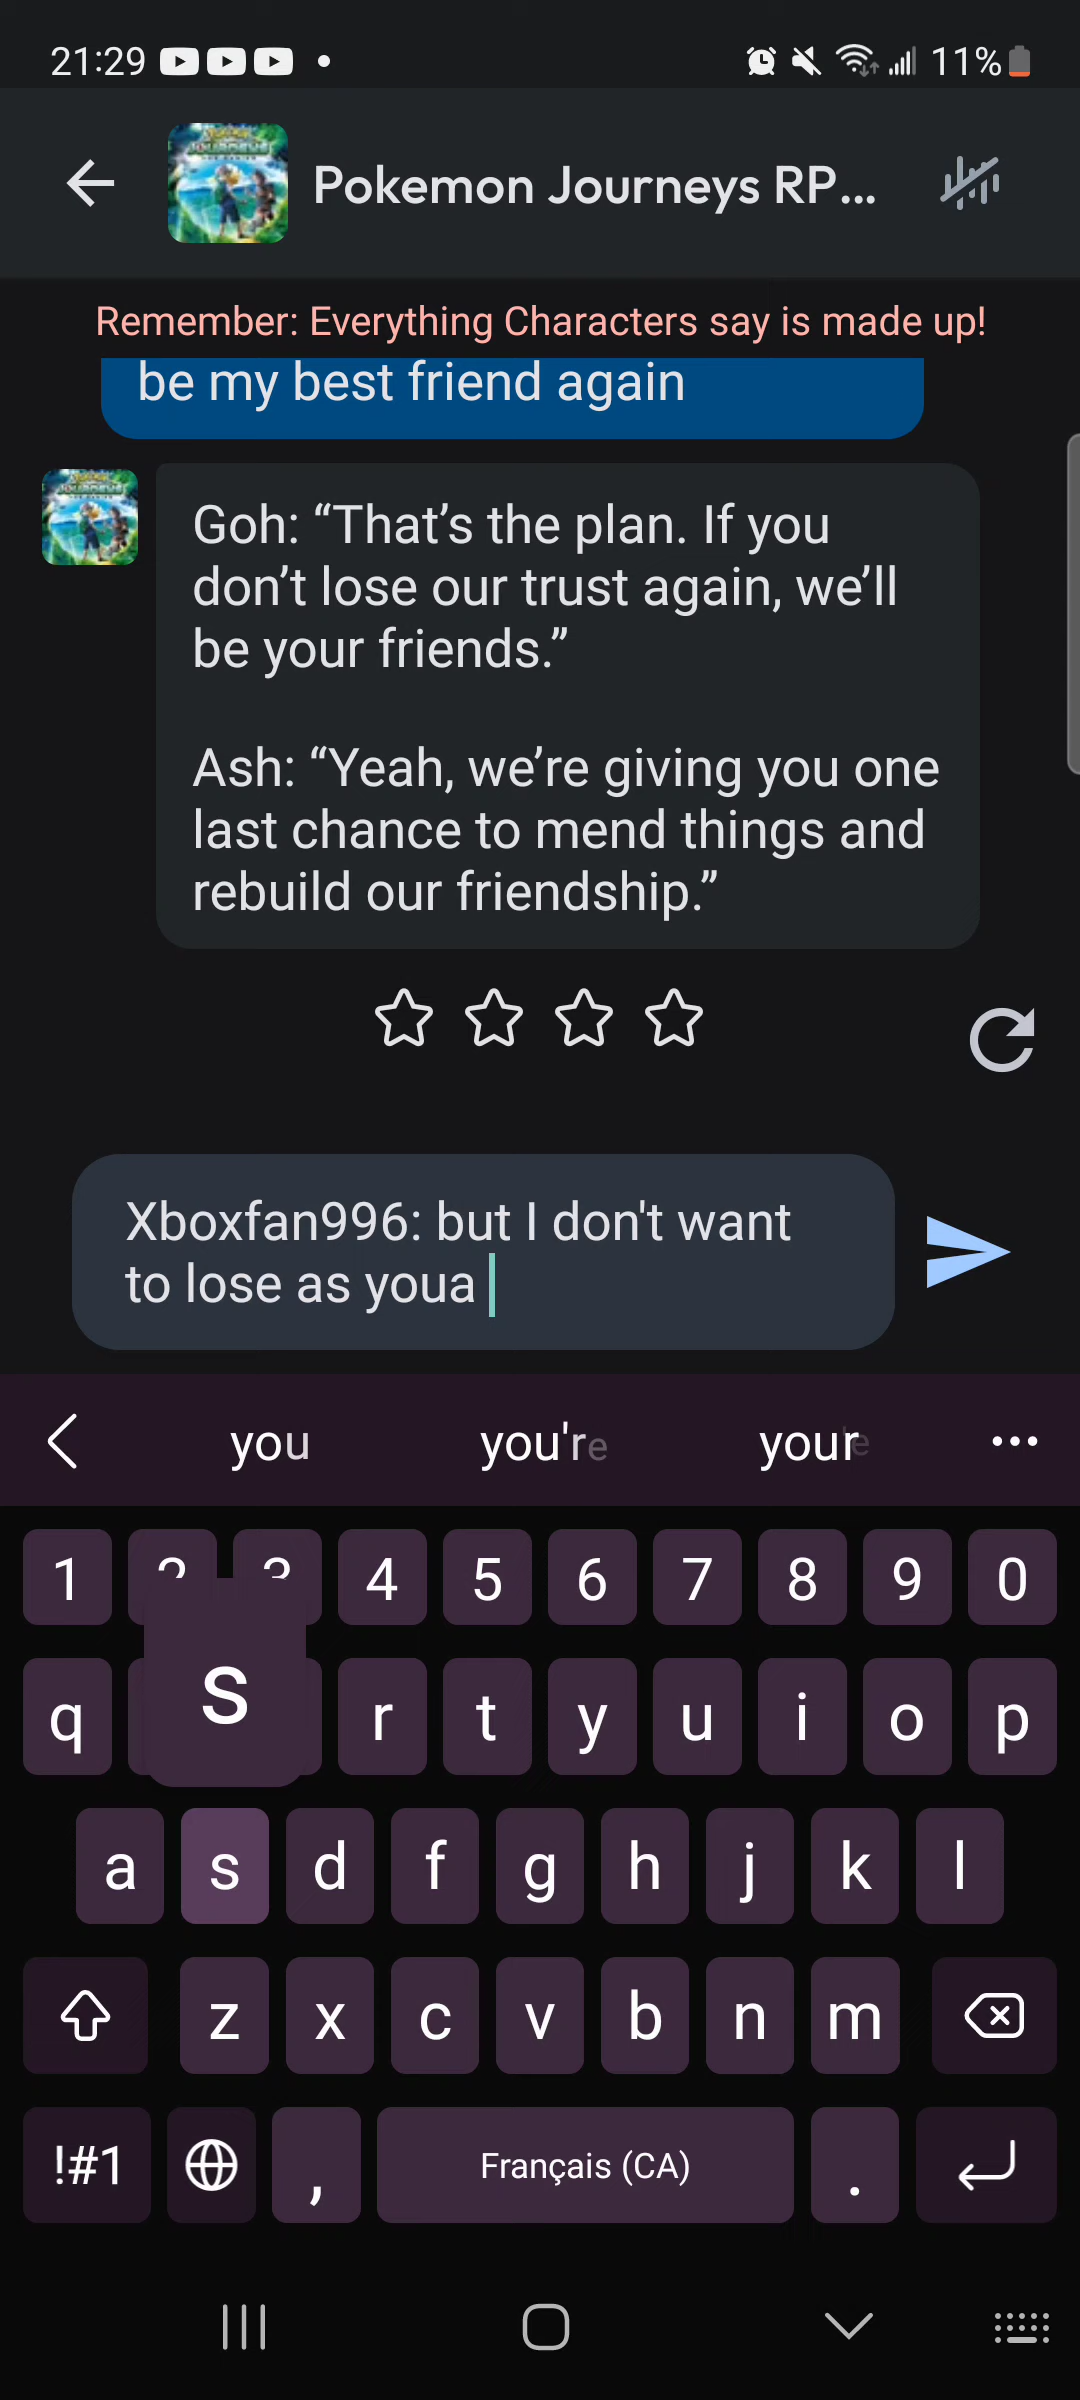 21:29
11%
Pokemon Journeys RP...
Remember: Everything Characters say is made up!
be my best friend again
Goh: “That’s the plan. If you
don’t lose our trust again, we’ll
be your friends.”
Ash: “Yeah, we’re giving you one
last chance to mend things and
rebuild our friendship.”
Xboxfan996: but I don't want
to lose as youa
you you're your
1 2 3 4 5 6 7 8 9 0
s
q r t y u i o p
a s d f g h j k l
z x c v b n m
!#1 , Français (CA) .